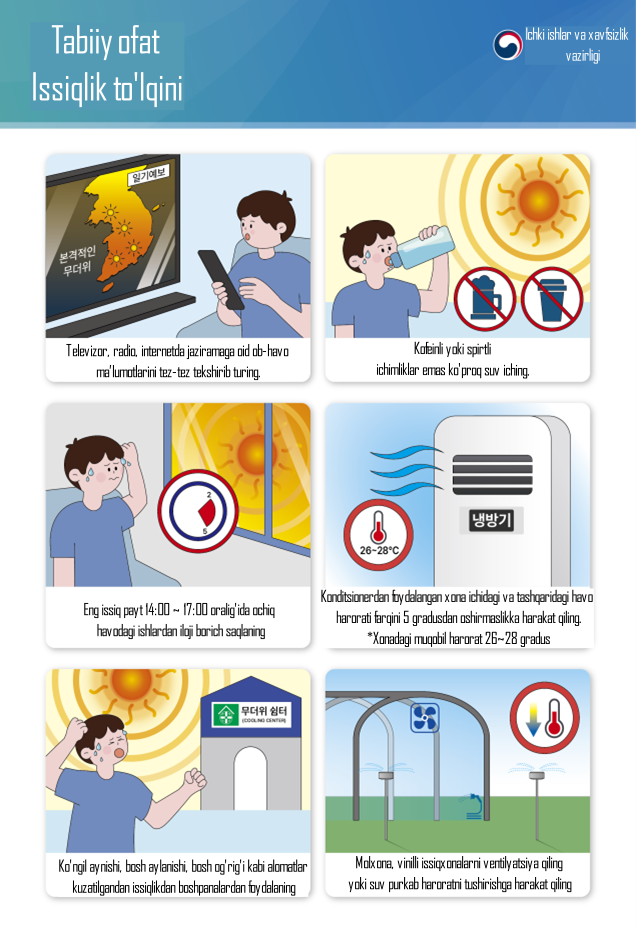 Tabiiy ofat
Issiqlik to'lqini
Ichki ishlar va xavfsizlik
vazirligi
일기예보
본격적인
무더위
Televizor, radio, internetda jaziramaga oid ob-havo
ma'lumotlarini tez-tez tekshirib turing.
Kofeinli yoki spirtli
ichimliklar emas ko'proq suv iching.
2
5
Eng issiq payt 14:00 ~ 17:00 oralig'ida ochiq
havodagi ishlardan iloji borich saqlaning
냉방기
26~28°C
Konditsionerdan foydalangan xona ichidagi va tashqaridagi havo
harorati farqini 5 gradusdan oshirmaslikka harakat qiling.
*Xonadagi muqobil harorat 26~28 gradus
무더위 쉼터
(COOLING CENTER)
Ko'ngil aynishi, bosh aylanishi, bosh og'rig'i kabi alomatlar
kuzatilgandan issiqlikdan boshpanalardan foydalaning
Molxona, vinilli issiqxonalarni ventilyatsiya qiling
yoki suv purkab haroratni tushirishga harakat qiling